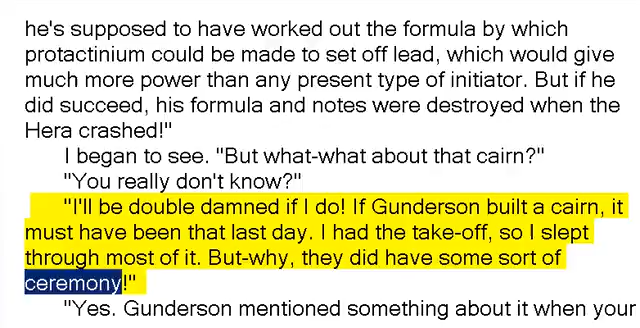 he's supposed to have worked out the formula by which
protactinium could be made to set off lead, which would give
much more power than any present type of initiator. But if he
did succeed, his formula and notes were destroyed when the
Hera crashed!"
I began to see. "But what-what about that cairn?"
"You really don't know?"
"I'll be double damned if I do! If Gunderson built a cairn, it
must have been that last day. I had the take-off, so I slept
through most of it. But-why, they did have some sort of
ceremony!"
"Yes. Gunderson mentioned something about it when your